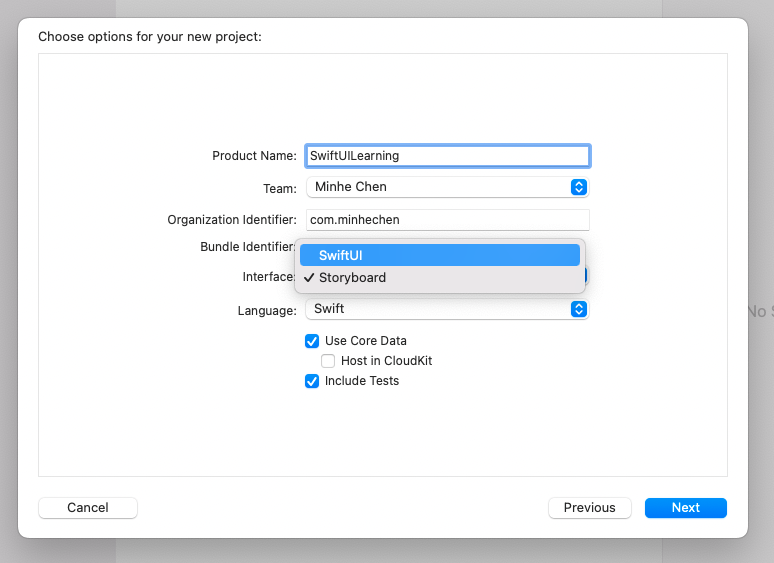 Choose options for your new project:
Product Name: SwiftUILearning
Team: Minhe Chen
Organization Identifier: com.minhechen
Bundle Identifier:
SwiftUI
Interface: ✓ Storyboard
Language: Swift
Use Core Data
Host in CloudKit
Include Tests
No
Cancel Previous Next